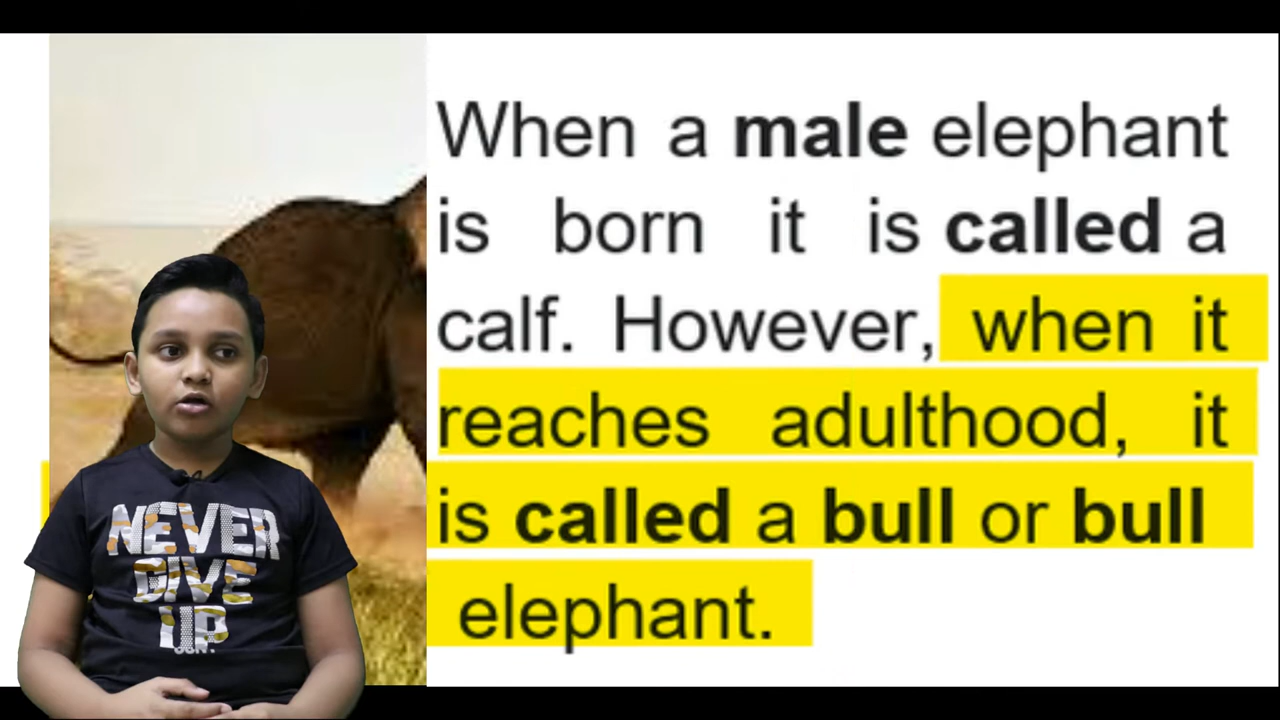 When a male elephant
is born it is called a
calf. However, when it
reaches adulthood, it
is called a bull or bull
elephant.
NEVER
GIVE
UP